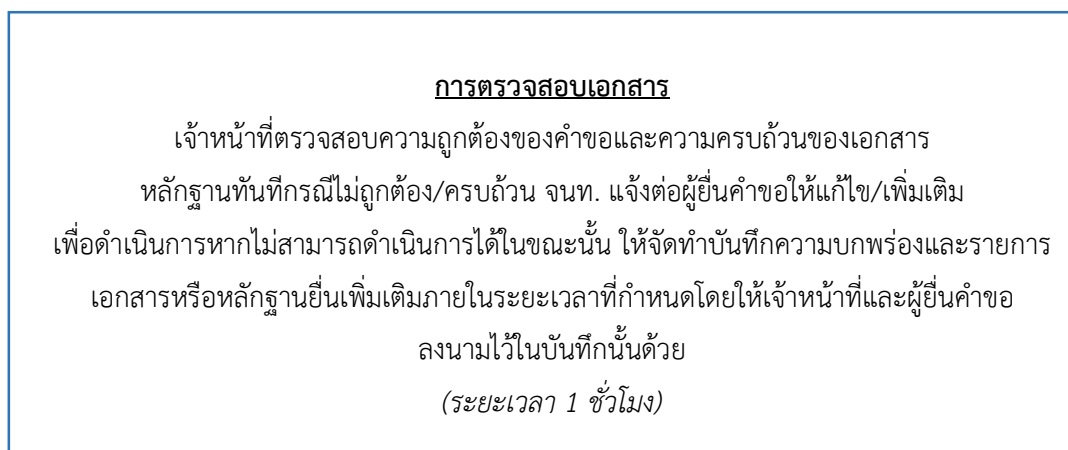 การตรวจสอบเอกสาร
เจ้าหน้าที่ตรวจสอบความถูกต้องของคำขอและความครบถ้วนของเอกสาร
หลักฐานทันทีกรณีไม่ถูกต้อง/ครบถ้วน จนท. แจ้งต่อผู้ยื่นคำขอให้แก้ไข/เพิ่มเติม
เพื่อดำเนินการหากไม่สามารถดำเนินการได้ในขณะนั้น ให้จัดทำบันทึกความบกพร่องและรายการ
เอกสารหรือหลักฐานยื่นเพิ่มเติมภายในระยะเวลาที่กำหนดโดยให้เจ้าหน้าที่และผู้ยื่นคำขอ
ลงนามไว้ในบันทึกนั้นด้วย
(ระยะเวลา 1 ชั่วโมง)